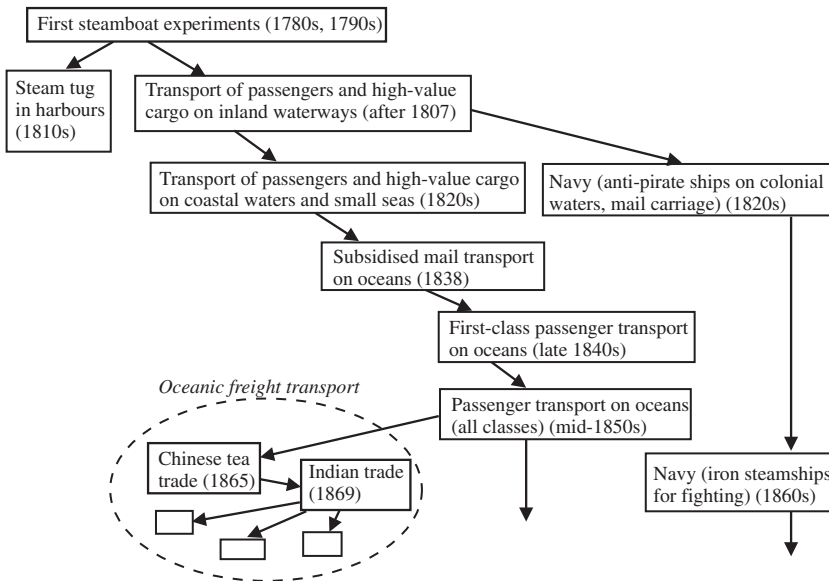 First steamboat experiments (1780s, 1790s)
Steam tug
in harbours
(1810s)
Transport of passengers and high-value
cargo on inland waterways (after 1807)
Transport of passengers and high-value cargo
on coastal waters and small seas (1820s)
Navy (anti-pirate ships on colonial
waters, mail carriage) (1820s)
Subsidised mail transport
on oceans (1838)
First-class passenger transport
on oceans (late 1840s)
Oceanic freight transport
Passenger transport on oceans
(all classes) (mid-1850s)
Chinese tea
trade (1865)
Indian trade
(1869)
Navy (iron steamships
for fighting) (1860s)